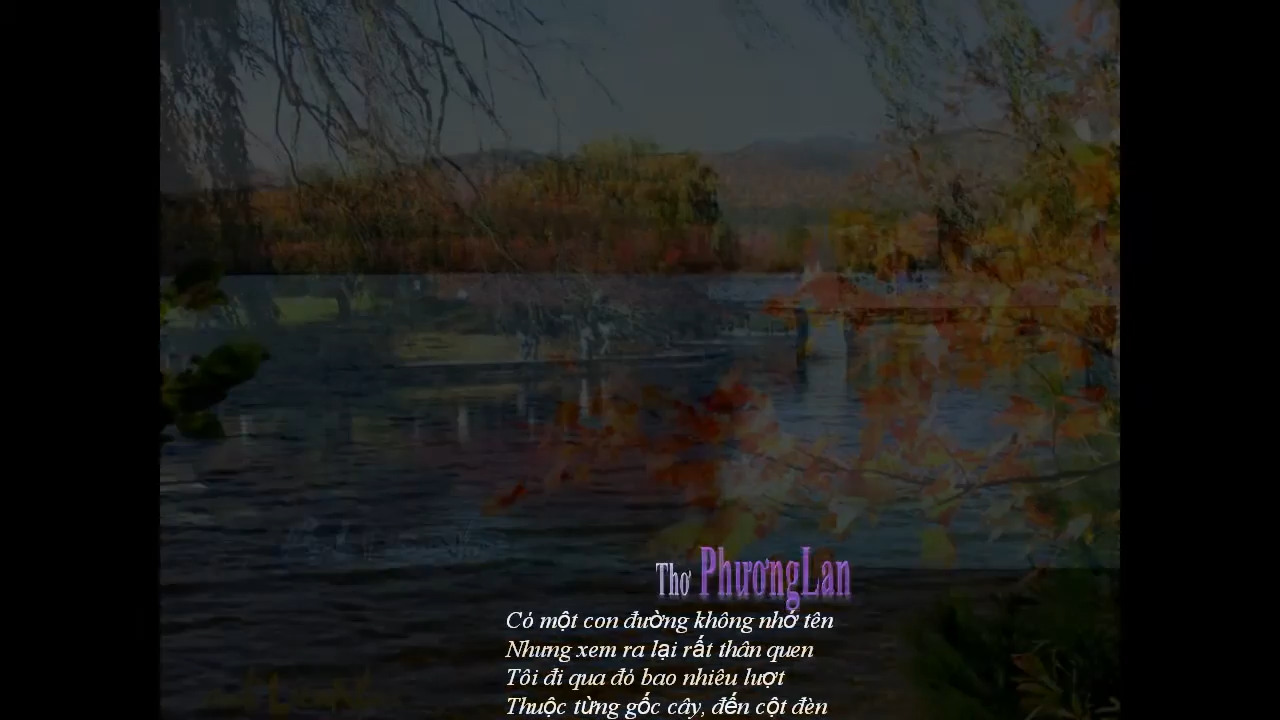 Thơ PhươngLan
Có một con đường không nhớ tên
Nhưng xem ra lại rất thân quen
Tôi đi qua đó bao nhiêu lượt
Thuộc từng gốc cây, đến cột đèn